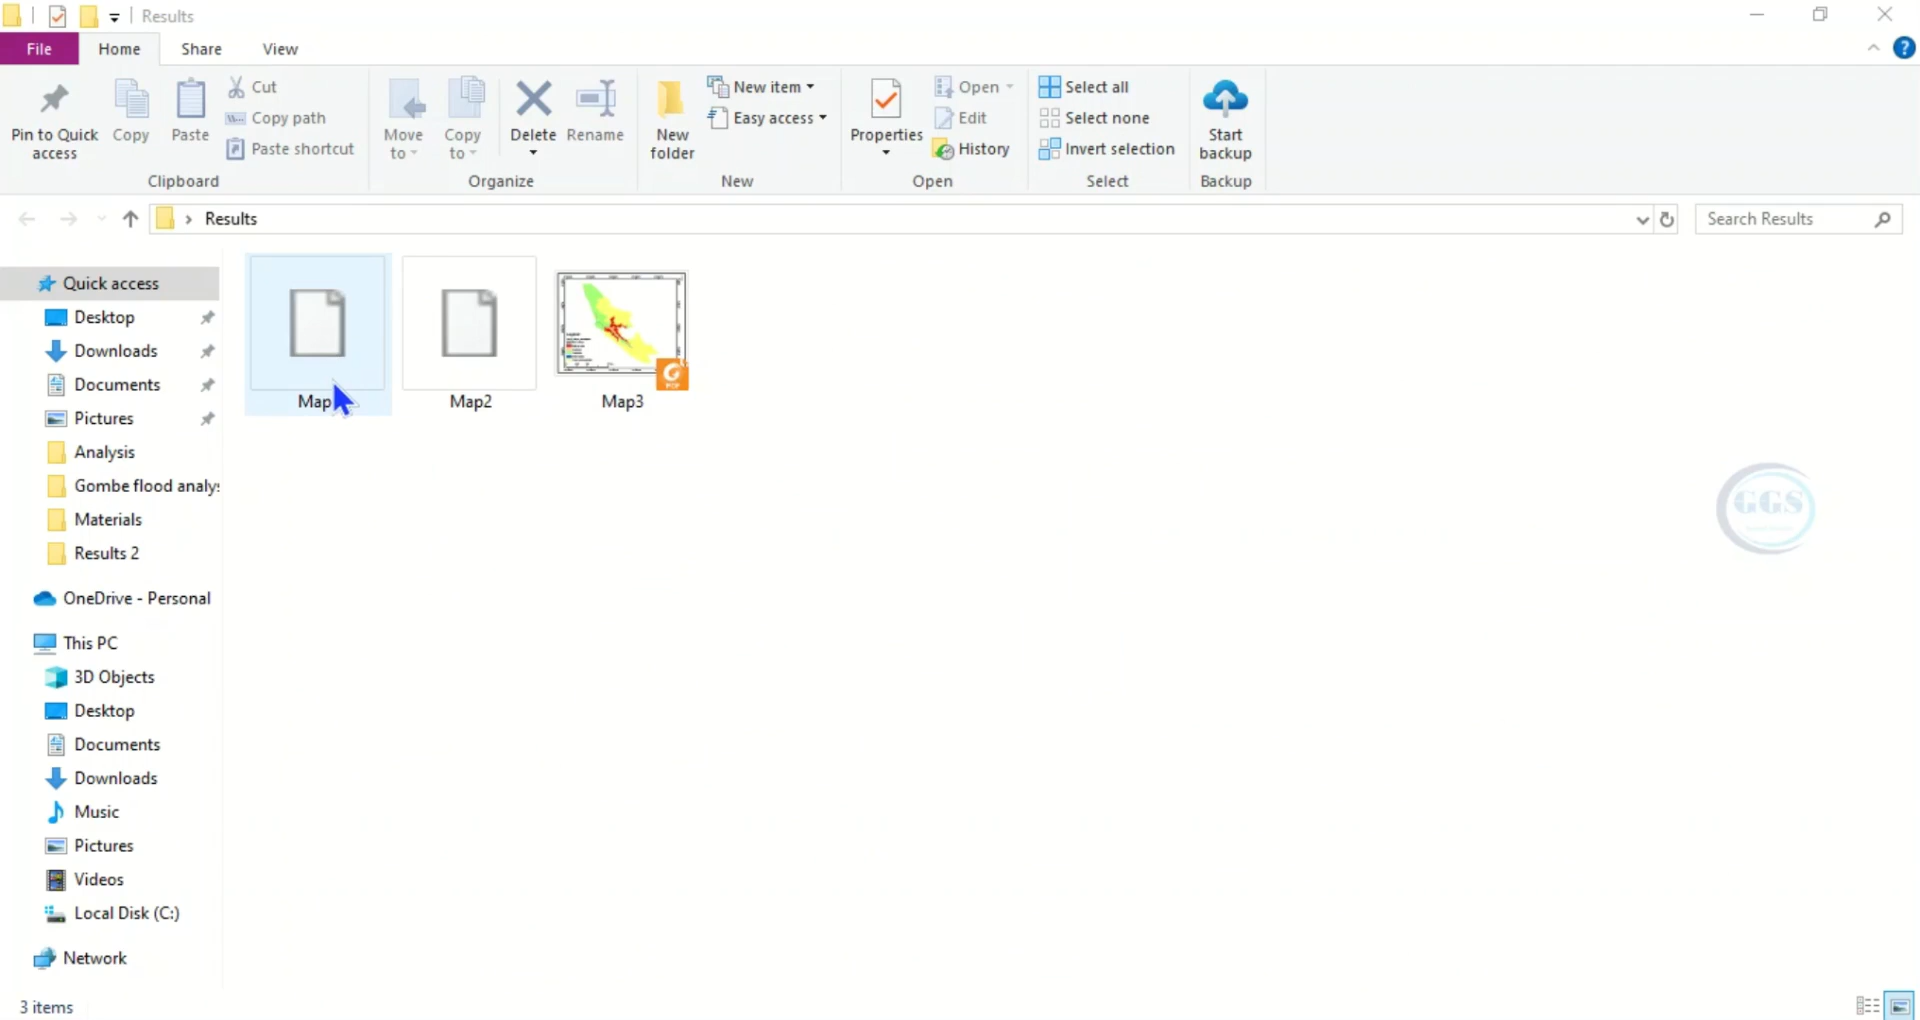 Results
File Home Share View
Pin to Quick access
Copy
Paste
Cut
Copy path
Paste shortcut
Clipboard
Move to
Copy to
Delete
Rename
Organize
New folder
New item
Easy access
New
Properties
Open
Edit
History
Open
Select all
Select none
Invert selection
Select
Start backup
Backup
Results
Search Results
Quick access
Desktop
Downloads
Documents
Pictures
Analysis
Gombe flood analy
Materials
Results 2
OneDrive - Personal
This PC
3D Objects
Desktop
Documents
Downloads
Music
Pictures
Videos
Local Disk (C:)
Network
Map
Map2
Map3
GGS
3 items